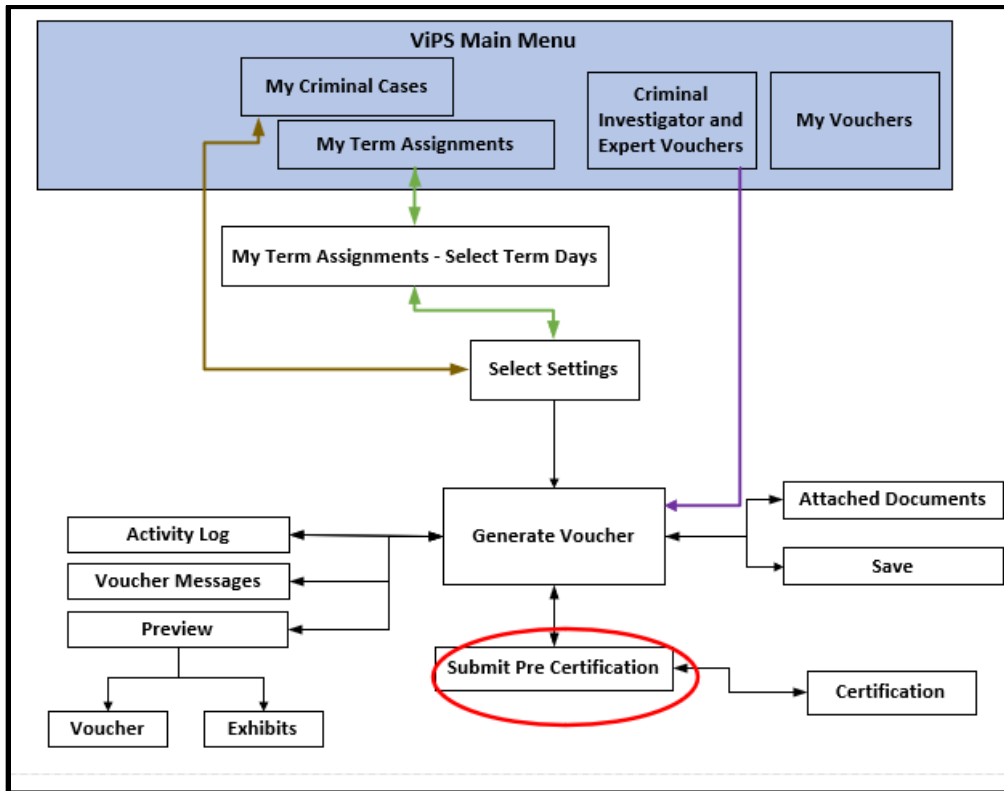 ViPS Main Menu
My Criminal Cases
My Term Assignments
Criminal
Investigator and
Expert Vouchers
My Vouchers
My Term Assignments - Select Term Days
Select Settings
Generate Voucher
Attached Documents
Save
Activity Log
Voucher Messages
Preview
Voucher
Exhibits
Submit Pre Certification
Certification